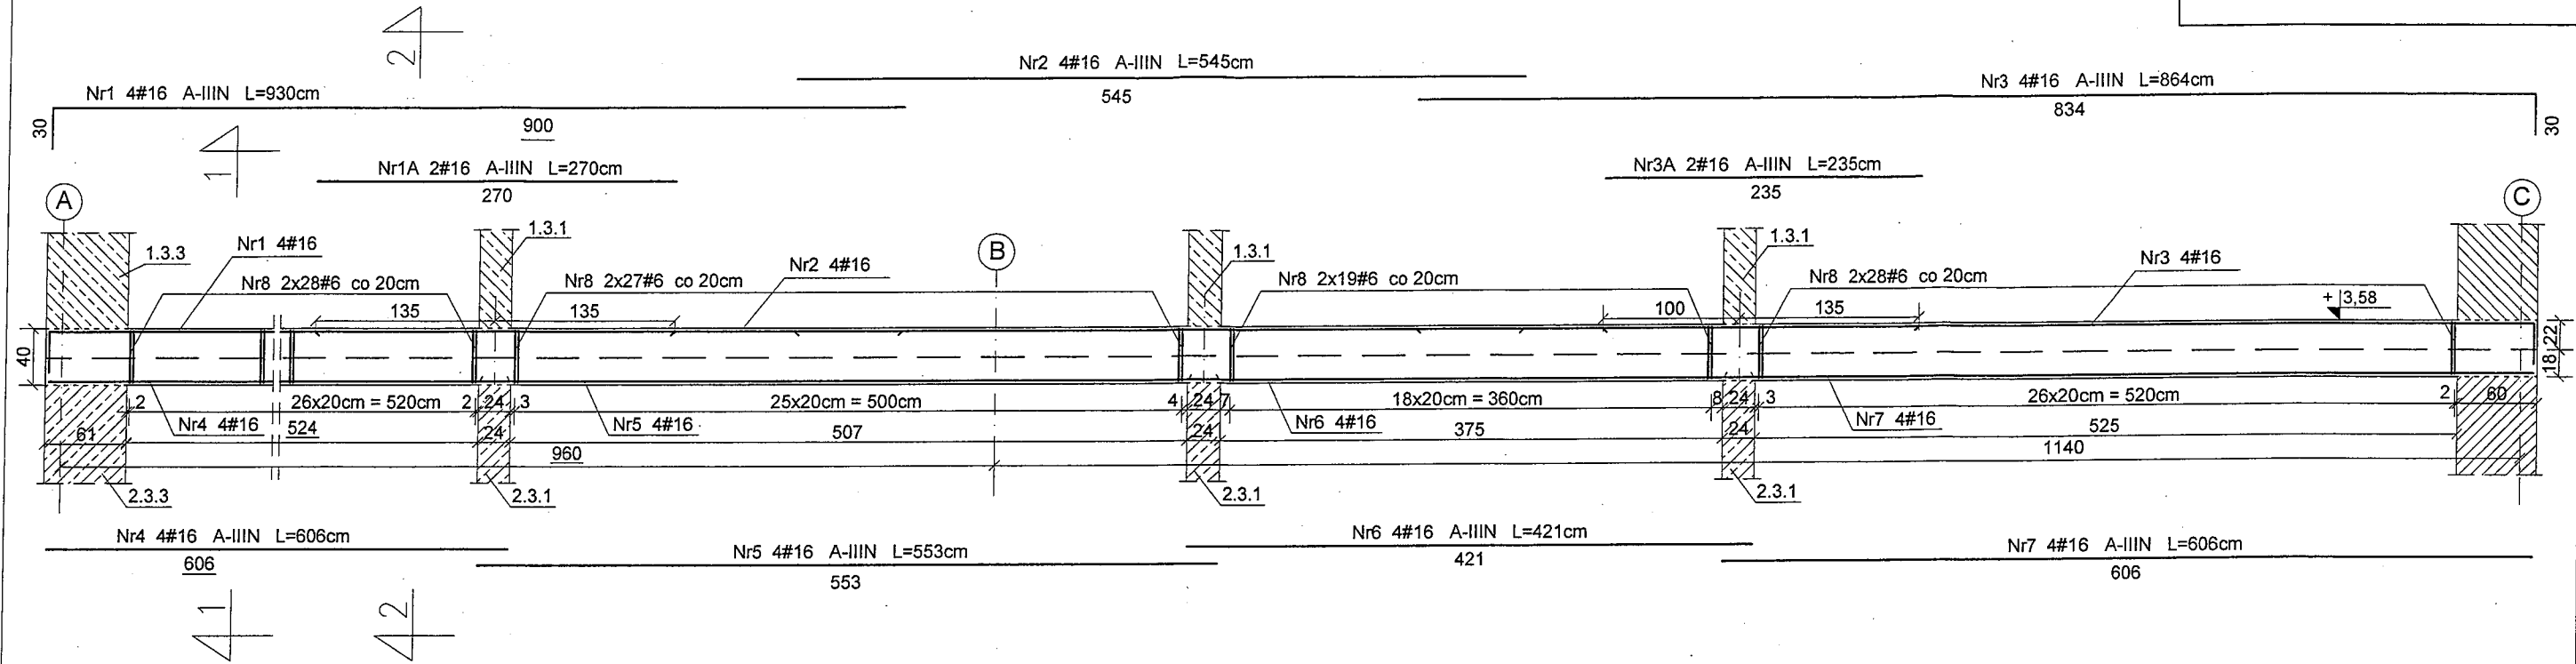 2
Nr2 4#16 A-IIIN L=545cm
545
Nr1 4#16 A-IIIN L=930cm
900
30
Nr3 4#16 A-IIIN L=864cm
834
30
1
Nr1A 2#16 A-IIIN L=270cm
270
Nr3A 2#16 A-IIIN L=235cm
235
A
B
C
1.3.3
Nr1 4#16
1.3.1
Nr2 4#16
1.3.1
1.3.1
Nr3 4#16
Nr8 2x28#6 co 20cm
Nr8 2x27#6 co 20cm
Nr8 2x19#6 co 20cm
Nr8 2x28#6 co 20cm
135
135
100
135
+3,58
40
22
18
2
26x20cm = 520cm
2
24
3
25x20cm = 500cm
4
24
7
18x20cm = 360cm
8
24
3
26x20cm = 520cm
2
60
Nr4 4#16
Nr5 4#16
Nr6 4#16
Nr7 4#16
61
524
24
507
24
375
24
525
960
1140
2.3.3
2.3.1
2.3.1
2.3.1
Nr4 4#16 A-IIIN L=606cm
606
Nr5 4#16 A-IIIN L=553cm
553
Nr6 4#16 A-IIIN L=421cm
421
Nr7 4#16 A-IIIN L=606cm
606
1
2